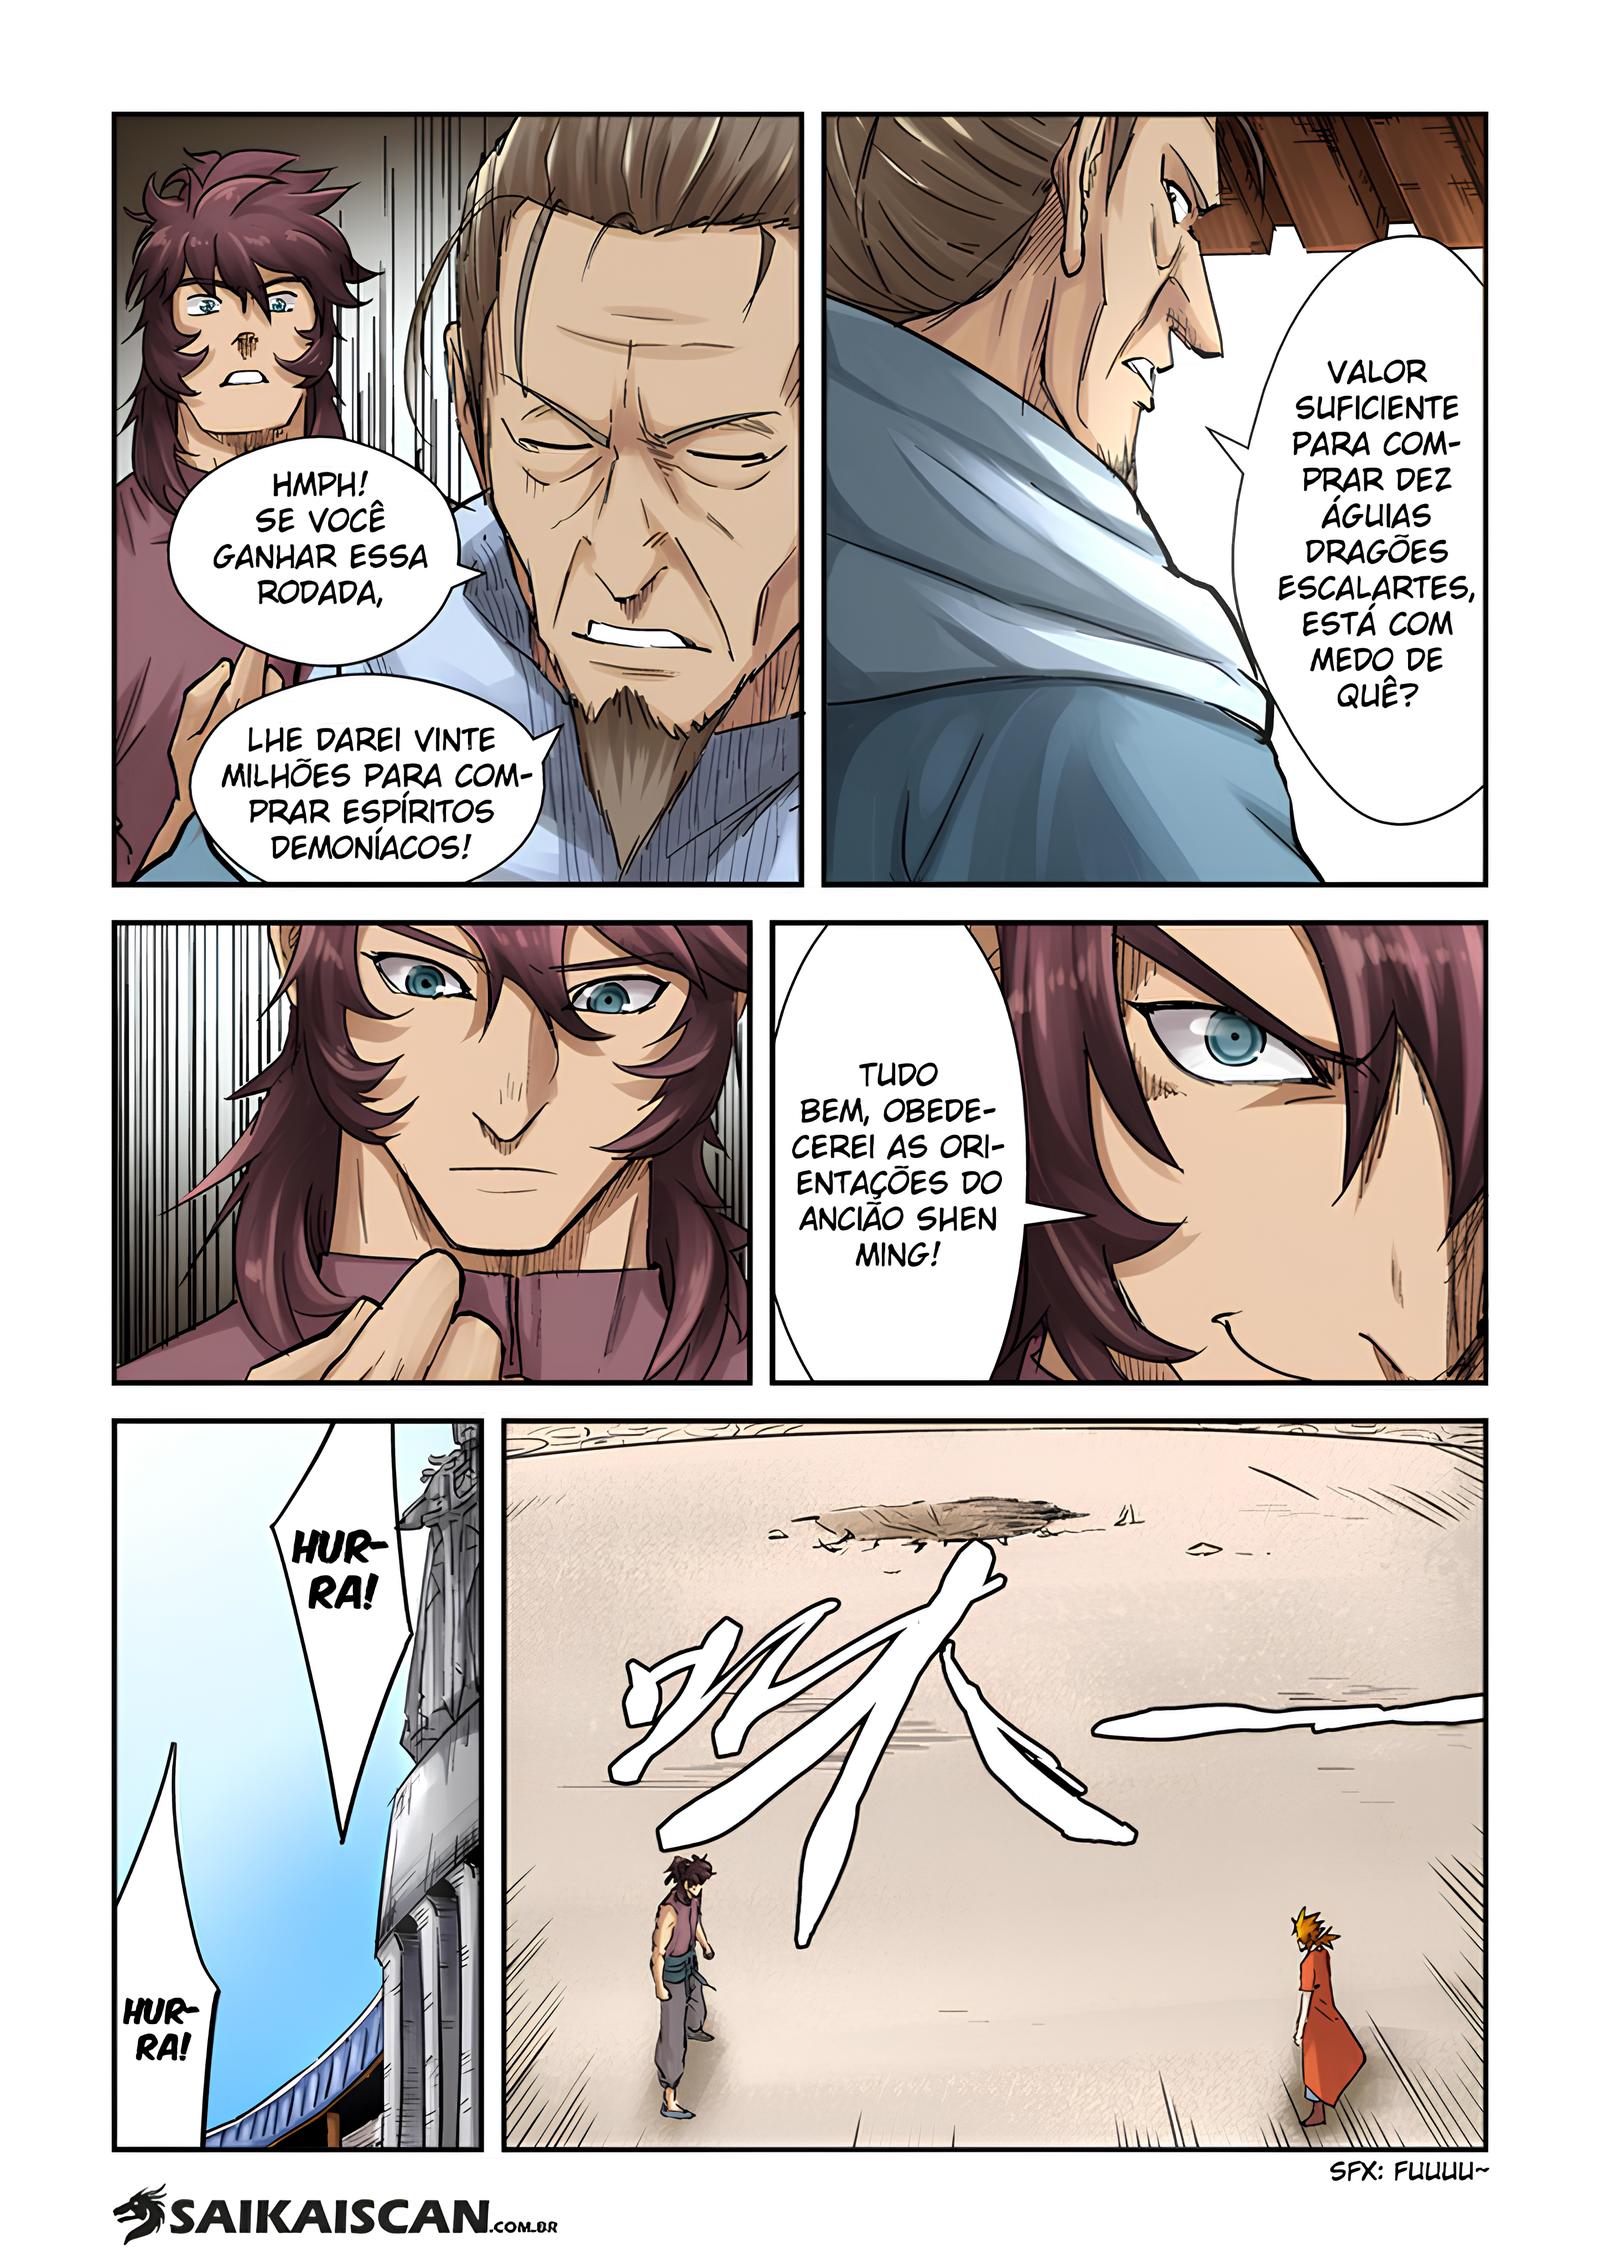 HMPH!
SE VOCÊ
GANHAR ESSA
RODADA,
LHE DAREI VINTE
MILHÕES PARA COM-
PRAR ESPÍRITOS
DEMONÍACOS!
VALOR
SUFICIENTE
PARA COM-
PRAR DEZ
ÁGUIAS
DRAGÕES
ESCALARTES,
ESTÁ COM
MEDO DE
QUÊ?
TUDO
BEM, OBEDE-
CEREI AS ORI-
ENTAÇÕES DO
ANCIÃO SHEN
MING!
HUR-
RA!
HUR-
RA!
SFX: FUUUU~
SAIKAISCAN.COM.BR